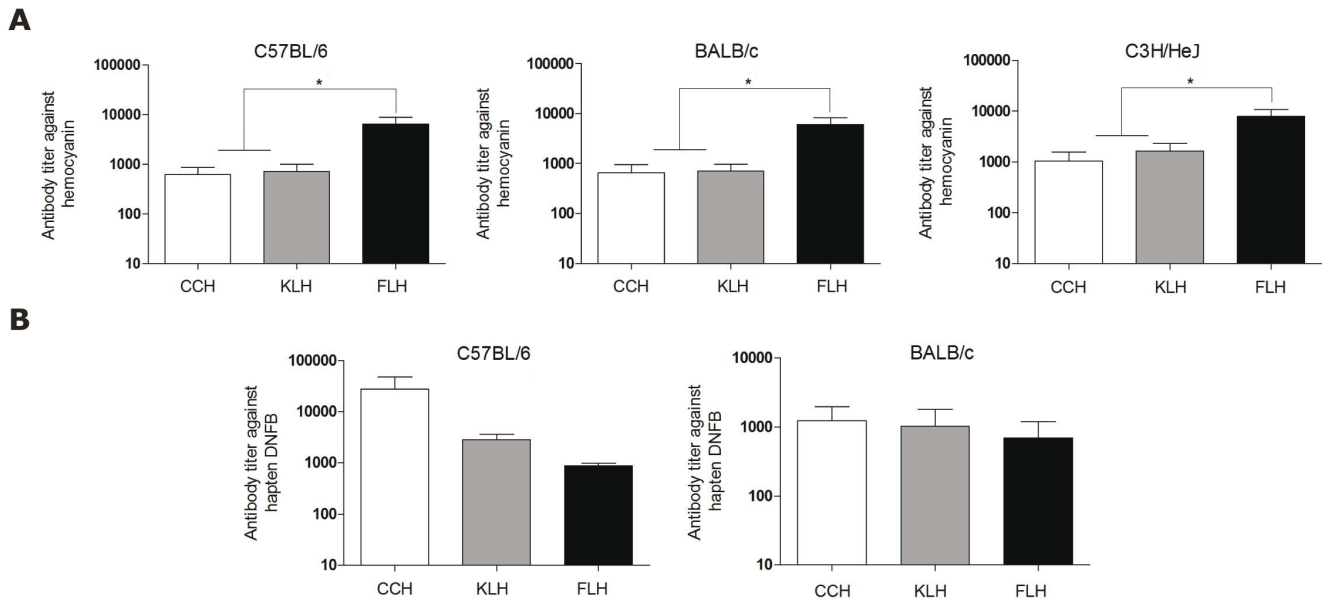 A
C57BL/6
Antibody titer against
hemocyanin
100000
10000
1000
100
10
*
CCH
KLH
FLH
BALB/c
Antibody titer against
hemocyanin
100000
10000
1000
100
10
*
CCH
KLH
FLH
C3H/HeJ
Antibody titer against
hemocyanin
100000
10000
1000
100
10
*
CCH
KLH
FLH
B
C57BL/6
Antibody titer against
hapten DNFB
100000
10000
1000
100
10
CCH
KLH
FLH
BALB/c
Antibody titer against
hapten DNFB
10000
1000
100
10
CCH
KLH
FLH